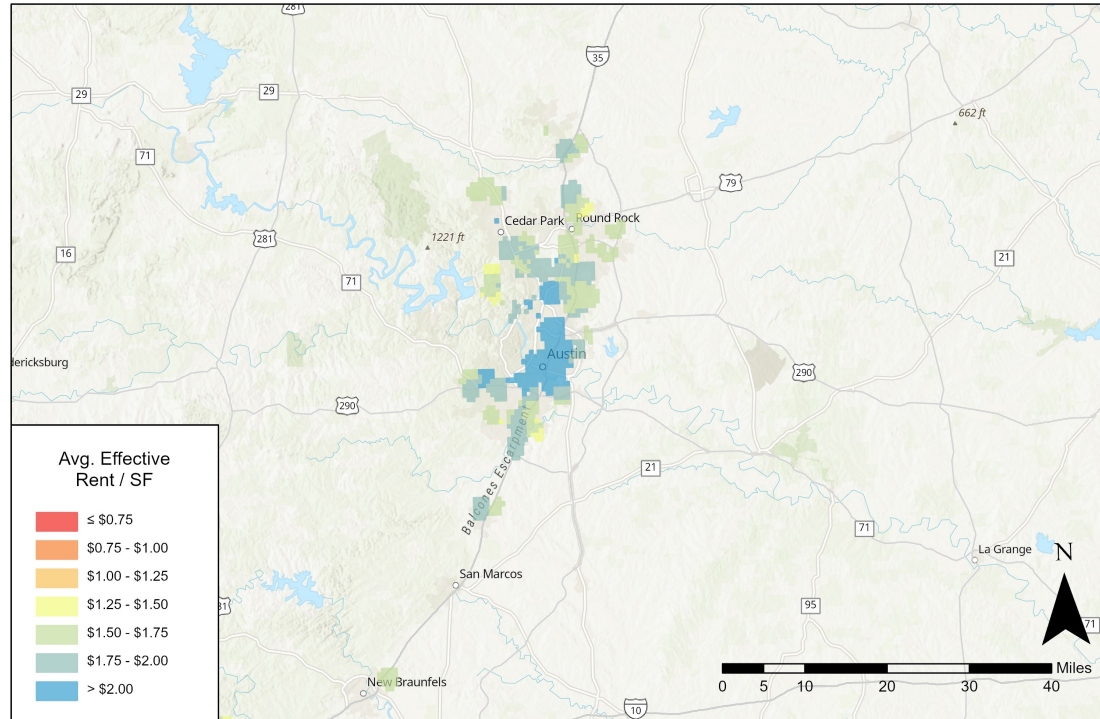 281
35
29
29
662 ft
71
79
Cedar Park
Round Rock
1221 ft
281
16
21
71
Austin
dericksburg
290
290
Balcones Escarpment
21
71
La Grange
N
San Marcos
95
71
New Braunfels
10
Avg. Effective
Rent / SF
≤ $0.75
$0.75 - $1.00
$1.00 - $1.25
$1.25 - $1.50
$1.50 - $1.75
$1.75 - $2.00
> $2.00
Miles
0 5 10 20 30 40